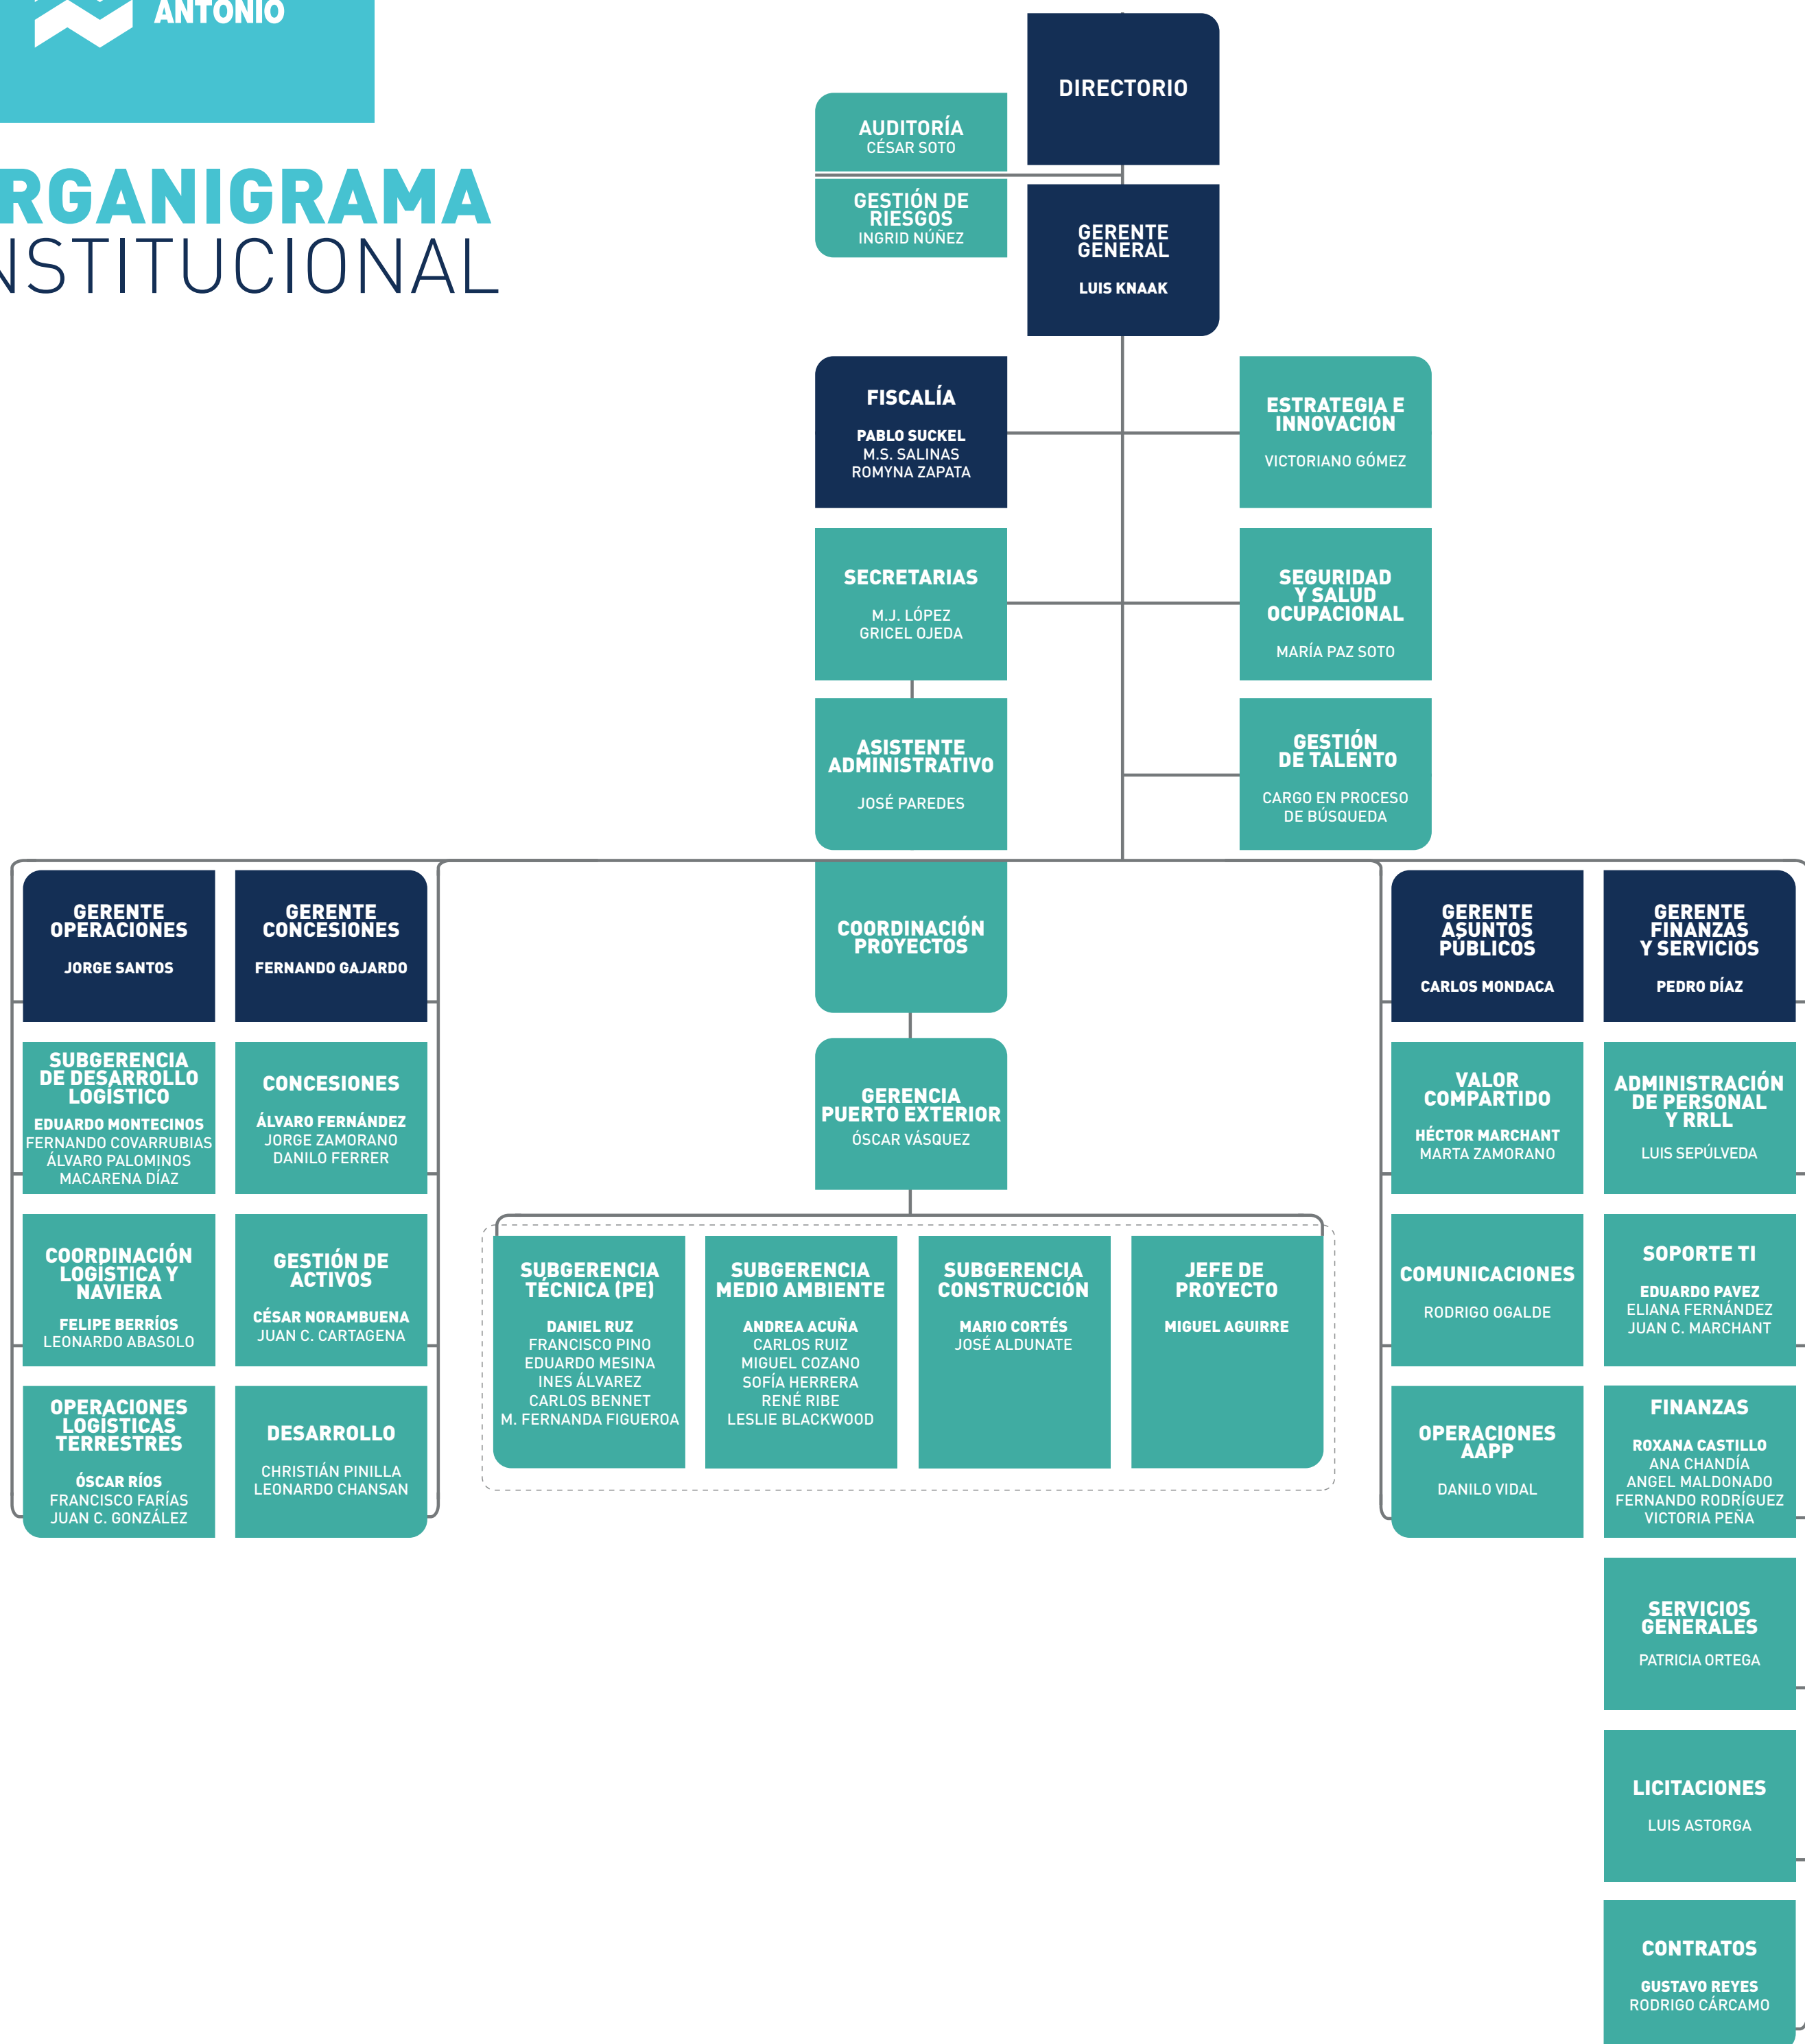 ANTONIO
RGANIGRAMA
NSTITUCIONAL
DIRECTORIO
AUDITORÍA
CÉSAR SOTO
GESTIÓN DE
RIESGOS
INGRID NÚÑEZ
GERENTE
GENERAL
LUIS KNAAK
FISCALÍA
PABLO SUCKEL
M.S. SALINAS
ROMYNA ZAPATA
ESTRATEGIA E
INNOVACIÓN
VICTORIANO GÓMEZ
SECRETARIAS
M.J. LÓPEZ
GRICEL OJEDA
SEGURIDAD
Y SALUD
OCUPACIONAL
MARÍA PAZ SOTO
ASISTENTE
ADMINISTRATIVO
JOSÉ PAREDES
GESTIÓN
DE TALENTO
CARGO EN PROCESO
DE BÚSQUEDA
GERENTE
OPERACIONES
JORGE SANTOS
GERENTE
CONCESIONES
FERNANDO GAJARDO
COORDINACIÓN
PROYECTOS
GERENTE
ASUNTOS
PÚBLICOS
CARLOS MONDACA
GERENTE
FINANZAS
Y SERVICIOS
PEDRO DÍAZ
SUBGERENCIA
DE DESARROLLO
LOGÍSTICO
EDUARDO MONTECINOS
FERNANDO COVARRUBIAS
ÁLVARO PALOMINOS
MACARENA DÍAZ
CONCESIONES
ÁLVARO FERNÁNDEZ
JORGE ZAMORANO
DANILO FERRER
GERENCIA
PUERTO EXTERIOR
ÓSCAR VÁSQUEZ
VALOR
COMPARTIDO
HÉCTOR MARCHANT
MARTA ZAMORANO
ADMINISTRACIÓN
DE PERSONAL
Y RRLL
LUIS SEPÚLVEDA
COORDINACIÓN
LOGÍSTICA Y
NAVIERA
FELIPE BERRÍOS
LEONARDO ABASOLO
GESTIÓN DE
ACTIVOS
CÉSAR NORAMBUENA
JUAN C. CARTAGENA
SUBGERENCIA
TÉCNICA (PE)
DANIEL RUZ
FRANCISCO PINO
EDUARDO MESINA
INES ÁLVAREZ
CARLOS BENNET
M. FERNANDA FIGUEROA
SUBGERENCIA
MEDIO AMBIENTE
ANDREA ACUÑA
CARLOS RUIZ
MIGUEL COZANO
SOFÍA HERRERA
RENÉ RIBE
LESLIE BLACKWOOD
SUBGERENCIA
CONSTRUCCIÓN
MARIO CORTÉS
JOSÉ ALDUNATE
JEFE DE
PROYECTO
MIGUEL AGUIRRE
COMUNICACIONES
RODRIGO OGALDE
SOPORTE TI
EDUARDO PAVEZ
ELIANA FERNÁNDEZ
JUAN C. MARCHANT
OPERACIONES
LOGÍSTICAS
TERRESTRES
ÓSCAR RÍOS
FRANCISCO FARÍAS
JUAN C. GONZÁLEZ
DESARROLLO
CHRISTIÁN PINILLA
LEONARDO CHANSAN
OPERACIONES
AAPP
DANILO VIDAL
FINANZAS
ROXANA CASTILLO
ANA CHANDÍA
ANGEL MALDONADO
FERNANDO RODRÍGUEZ
VICTORIA PEÑA
SERVICIOS
GENERALES
PATRICIA ORTEGA
LICITACIONES
LUIS ASTORGA
CONTRATOS
GUSTAVO REYES
RODRIGO CÁRCAMO